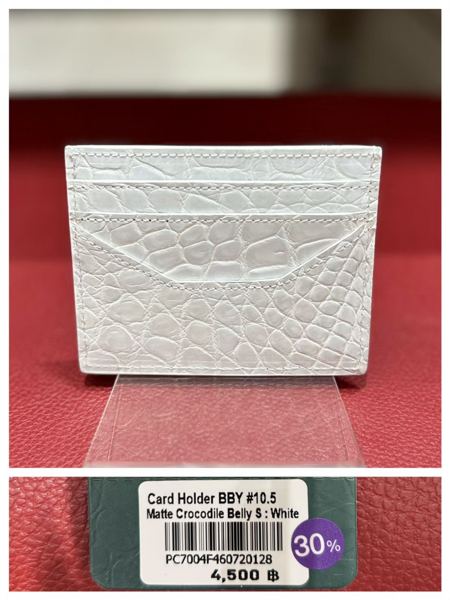 Card Holder BBY #10.5
Matte Crocodile Belly S : White
PC7004F460720128
4,500 ฿
30%